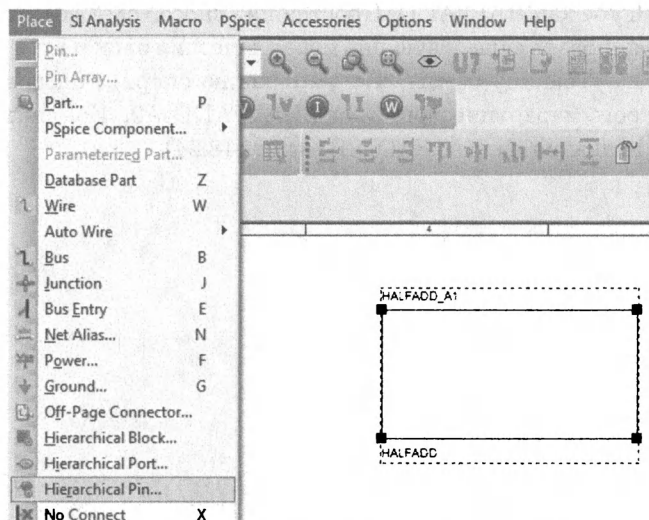 Place SI Analysis Macro PSpice Accessories Options Window Help
Pin...
Pin Array...
Part... P
PSpice Component...
Parameterized Part...
Database Part Z
Wire W
Auto Wire
Bus B
Junction J
Bus Entry E
Net Alias... N
Power... F
Ground... G
Off-Page Connector...
Hierarchical Block...
Hierarchical Port...
Hierarchical Pin...
No Connect X
U?
V
I
W
4
HALFADD_A1
HALFADD